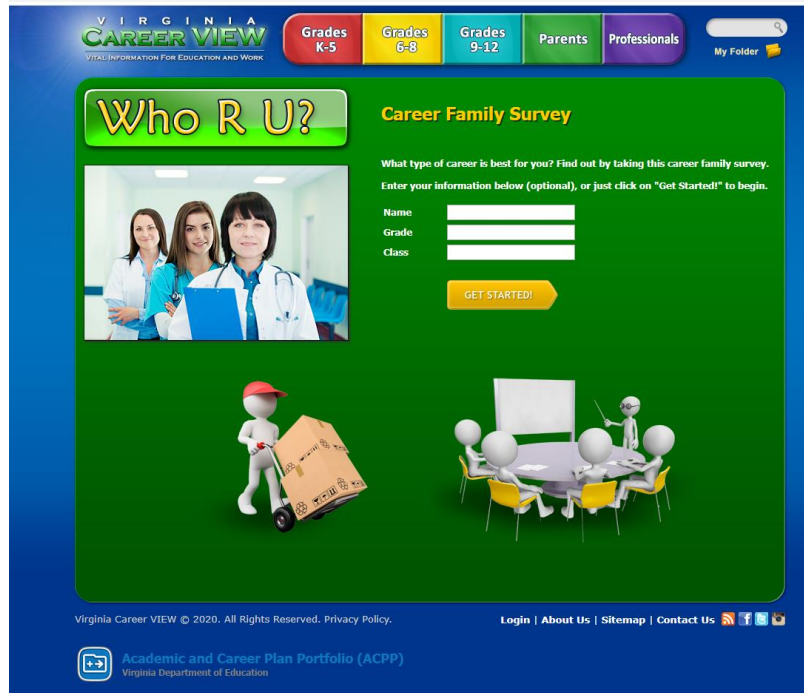 VIRGINIA
CAREER VIEW
VITAL INFORMATION FOR EDUCATION AND WORK
Grades K-5
Grades 6-8
Grades 9-12
Parents
Professionals
My Folder
Who R U?
Career Family Survey
What type of career is best for you? Find out by taking this career family survey.
Enter your information below (optional), or just click on "Get Started!" to begin.
Name
Grade
Class
GET STARTED!
Virginia Career VIEW © 2020. All Rights Reserved. Privacy Policy.
Login | About Us | Sitemap | Contact Us
Academic and Career Plan Portfolio (ACPP)
Virginia Department of Education